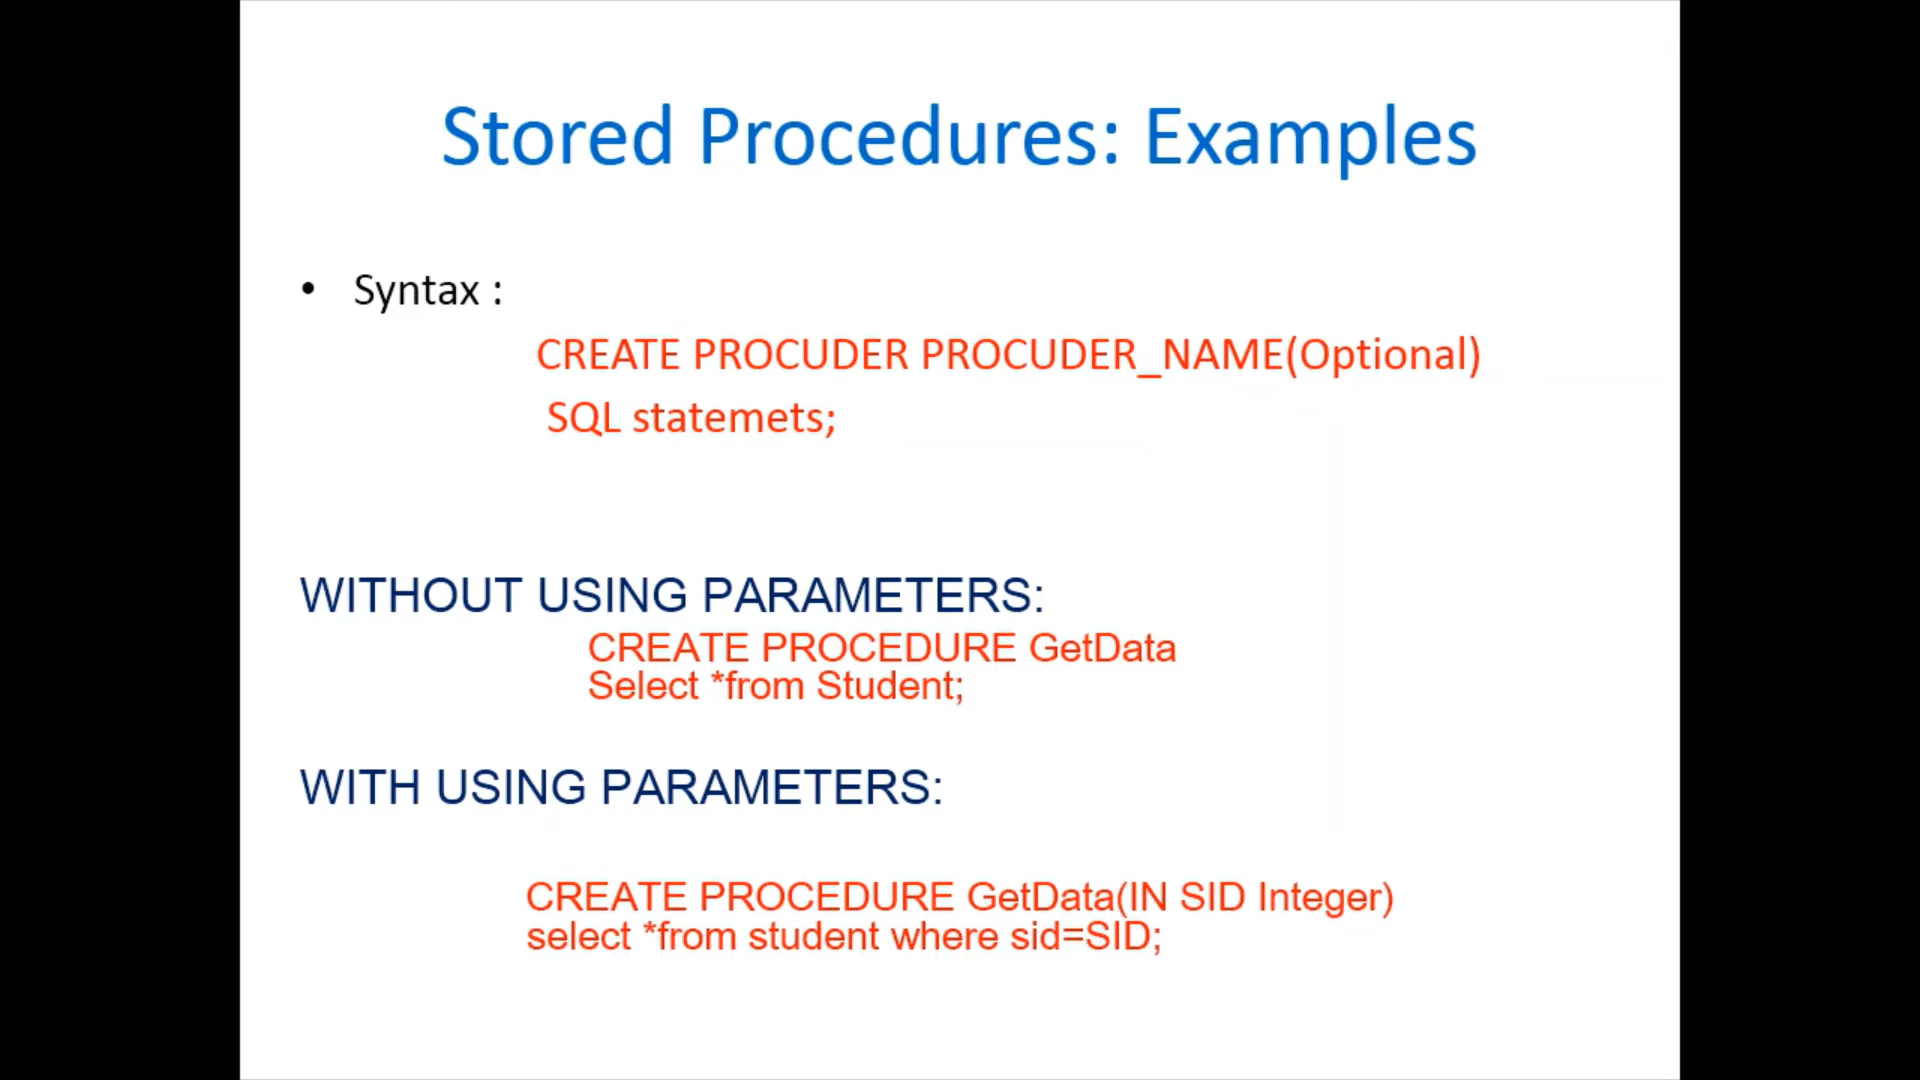 Stored Procedures: Examples
• Syntax :
CREATE PROCUDER PROCUDER_NAME(Optional)
SQL statemets;
WITHOUT USING PARAMETERS:
CREATE PROCEDURE GetData
Select *from Student;
WITH USING PARAMETERS:
CREATE PROCEDURE GetData(IN SID Integer)
select *from student where sid=SID;